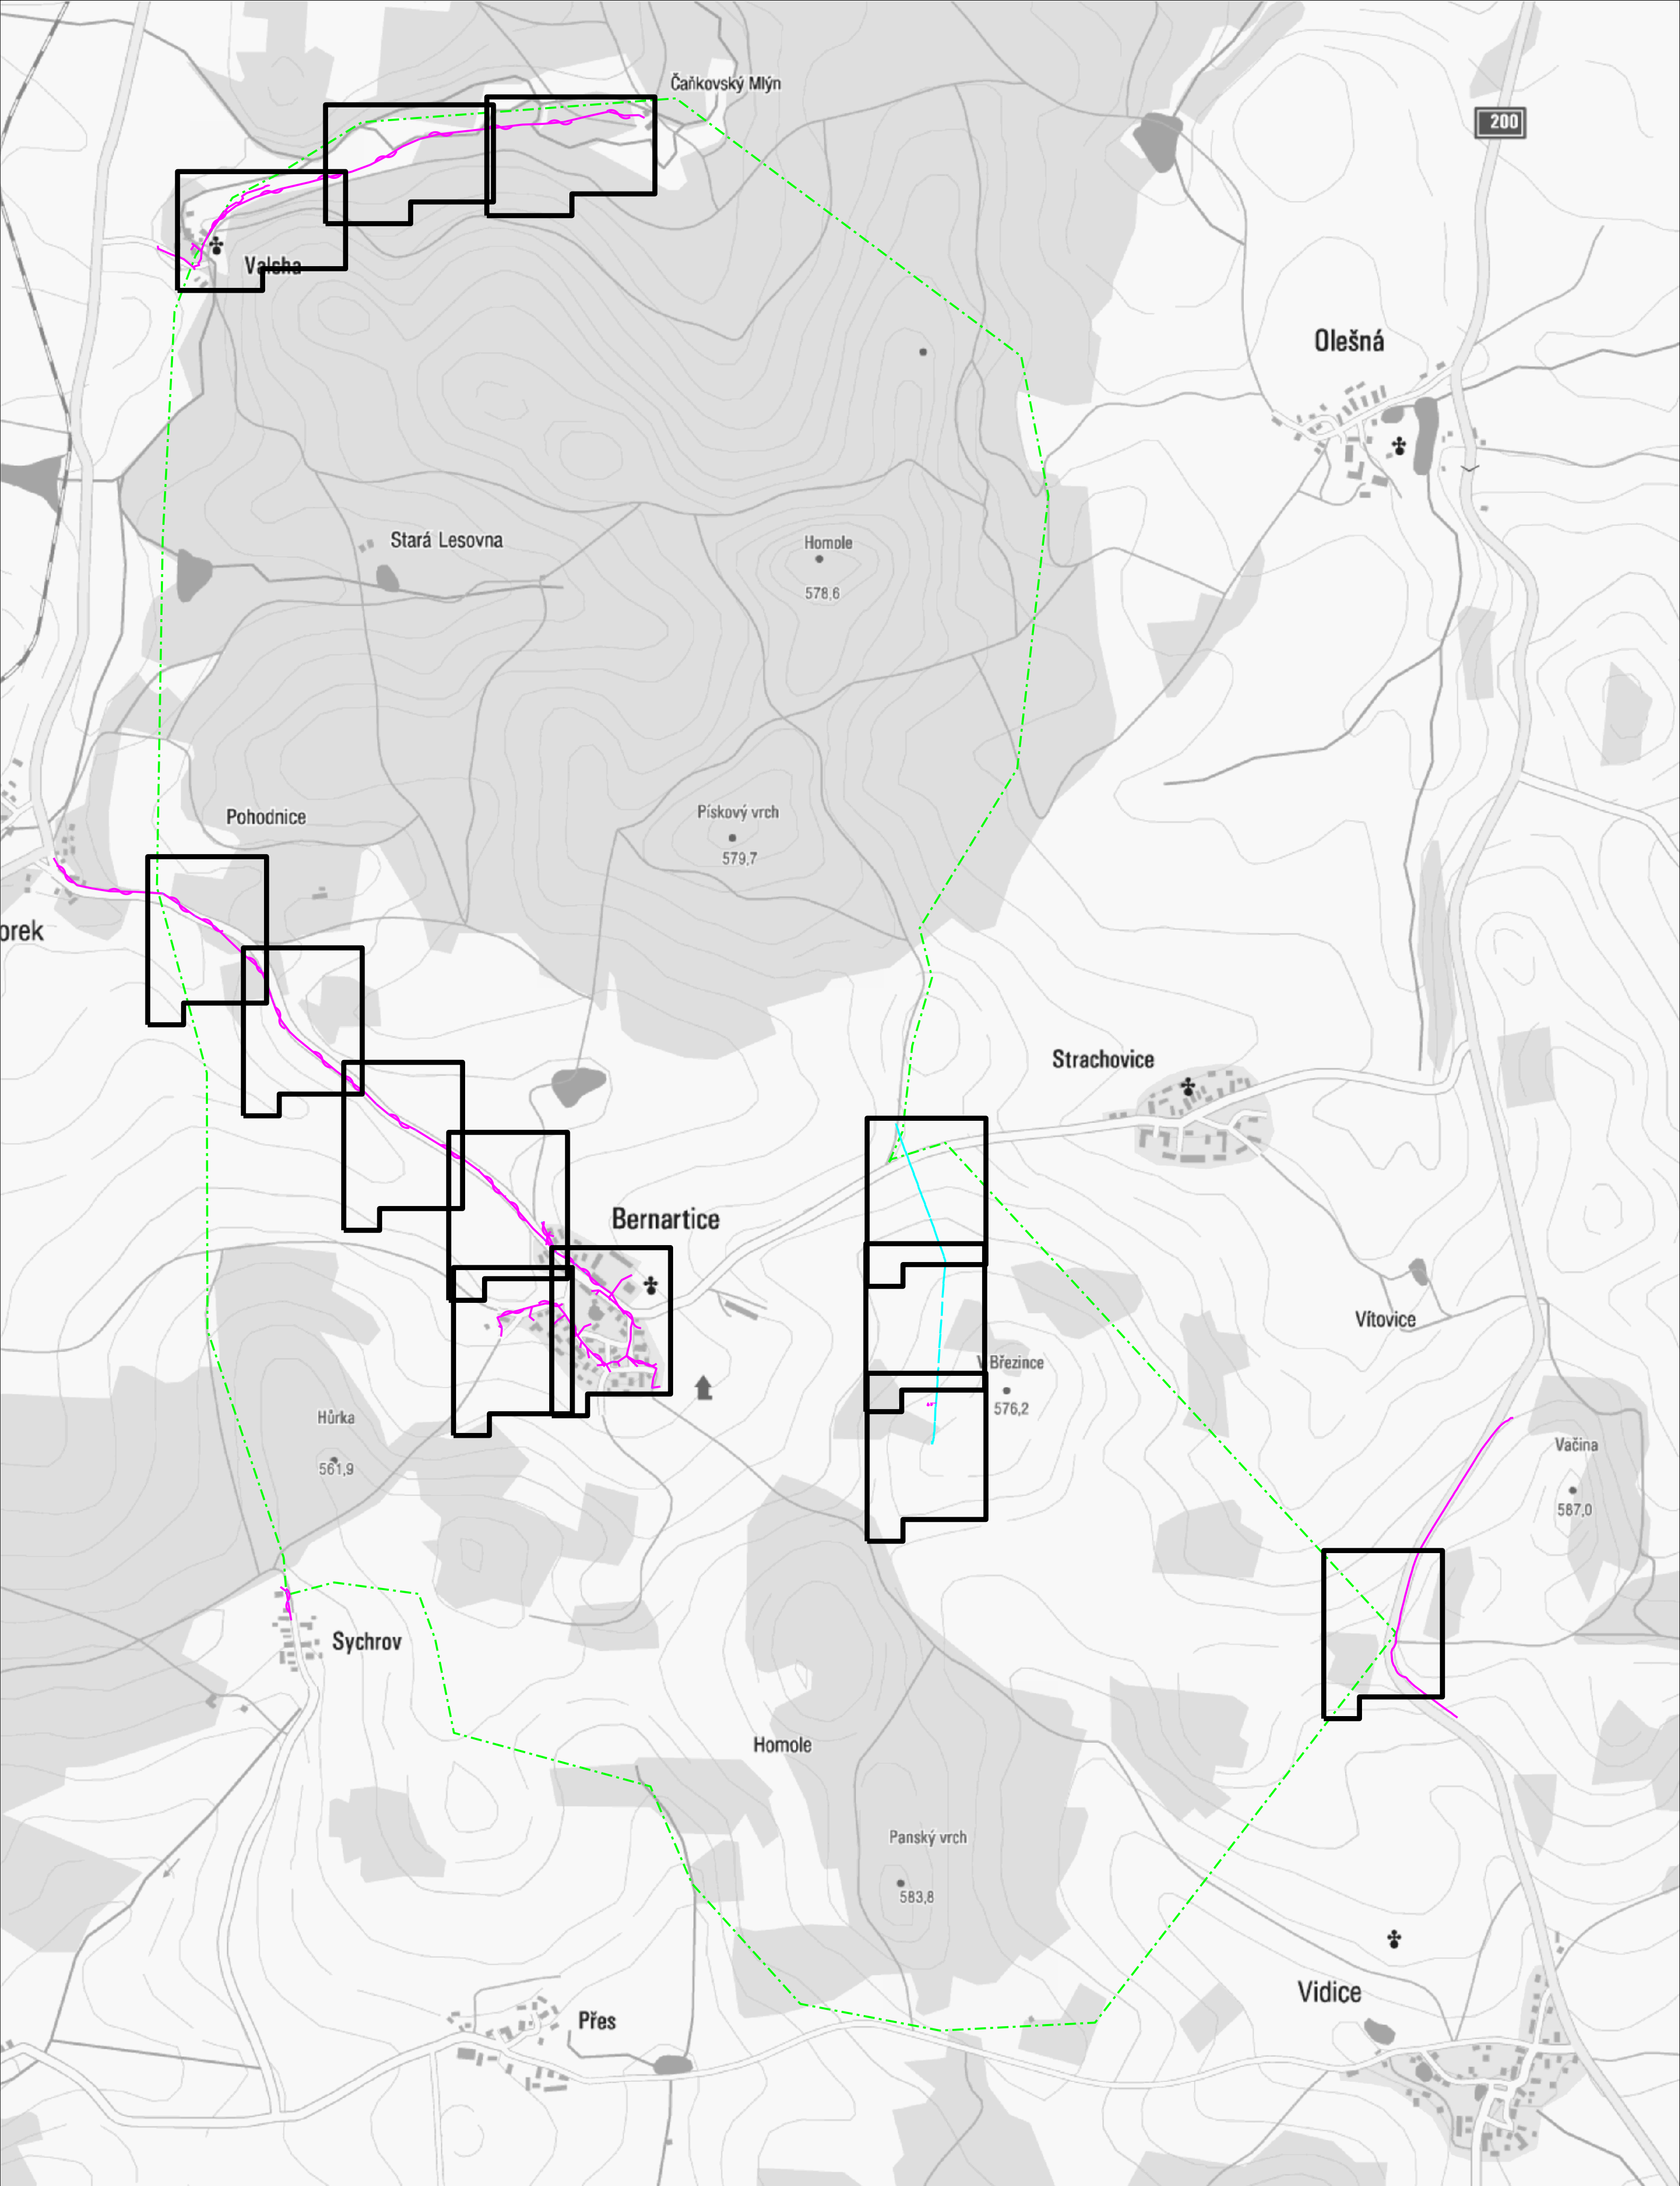 Čaňkovský Mlýn
200
Valcha
Olešná
Stará Lesovna
Homole
578,6
Pískový vrch
579,7
Pohodnice
orek
Strachovice
Bernartice
Vítovice
V Březince
576,2
Hůrka
561,9
Vačina
587,0
Sychrov
Homole
Panský vrch
583,8
Vidice
Přes